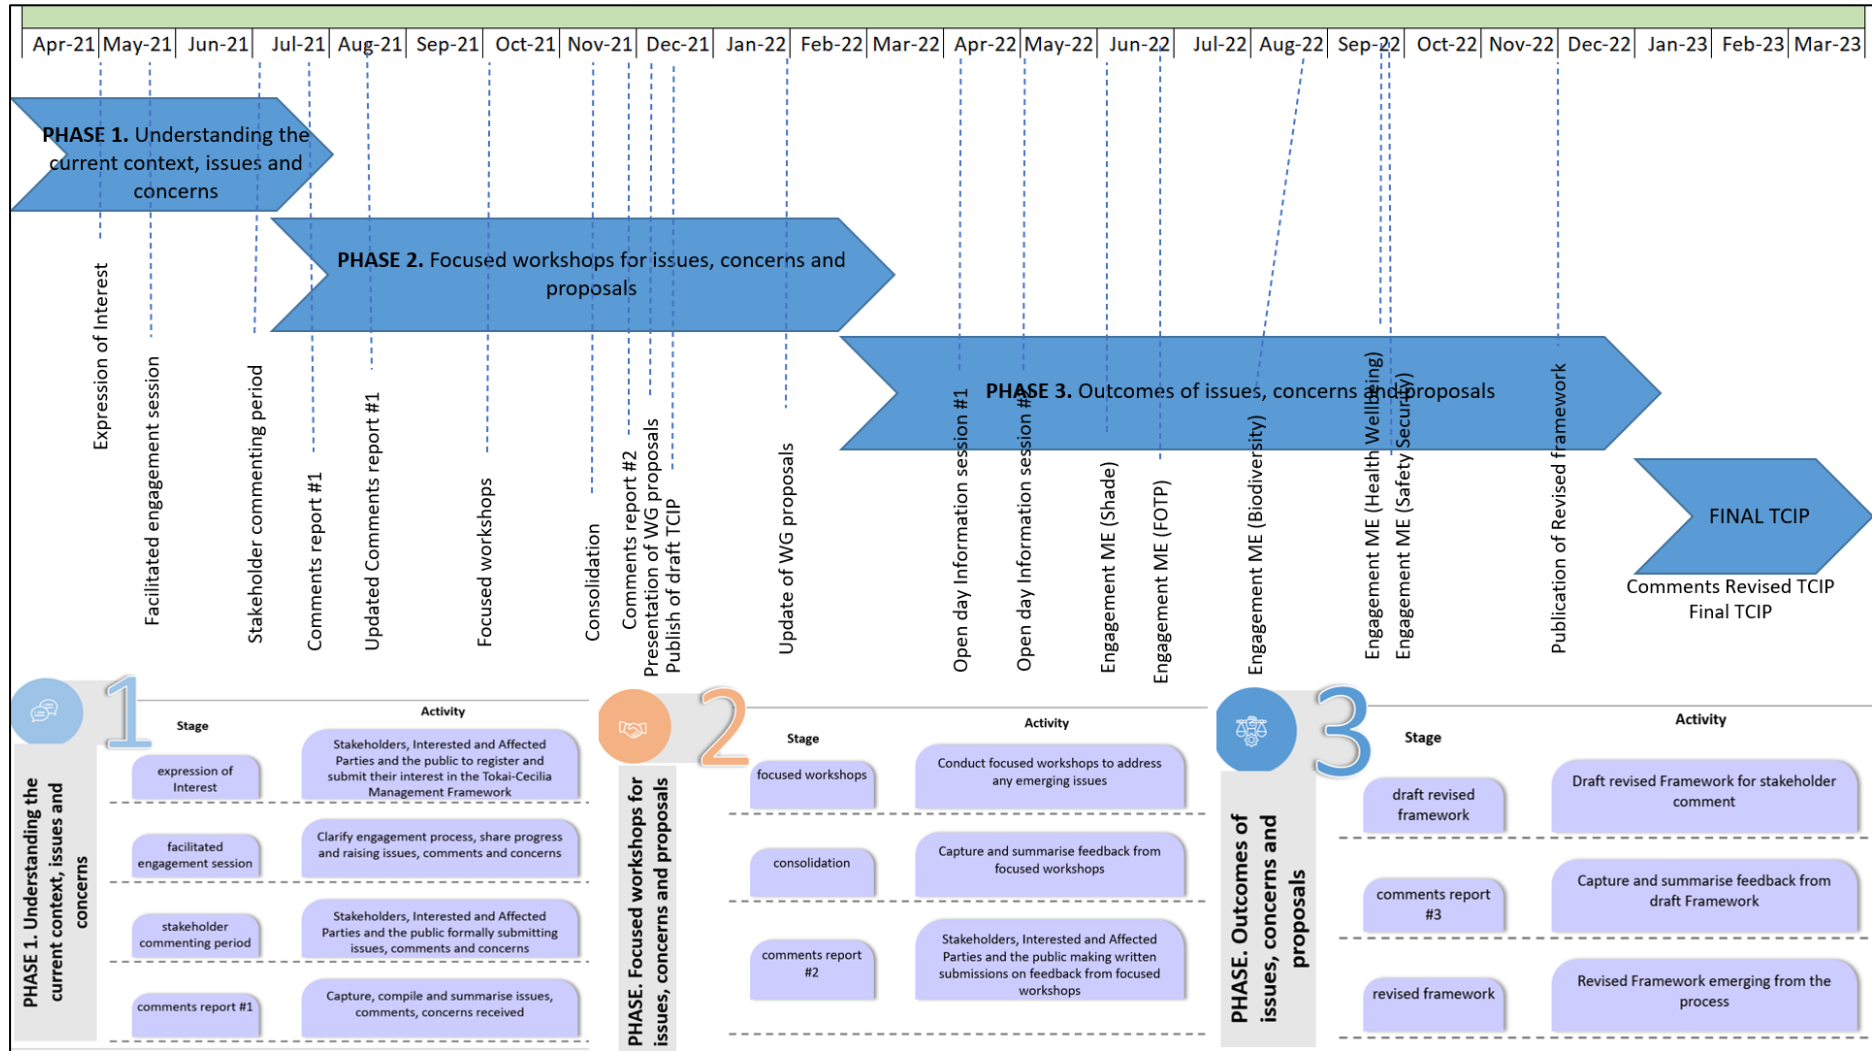 Apr-21 May-21 Jun-21 Jul-21 Aug-21 Sep-21 Oct-21 Nov-21 Dec-21 Jan-22 Feb-22 Mar-22 Apr-22 May-22 Jun-22 Jul-22 Aug-22 Sep-22 Oct-22 Nov-22 Dec-22 Jan-23 Feb-23 Mar-23
PHASE 1. Understanding the
current context, issues and
concerns
PHASE 2. Focused workshops for issues, concerns and
proposals
PHASE 3. Outcomes of issues, concerns and proposals
FINAL TCIP
Comments Revised TCIP
Final TCIP
Expression of Interest
Facilitated engagement session
Stakeholder commenting period
Comments report #1
Updated Comments report #1
Focused workshops
Consolidation
Comments report #2
Presentation of WG proposals
Publish of draft TCIP
Update of WG proposals
Open day Information session #1
Open day Information session #2
Engagement ME (Shade)
Engagement ME (FOTP)
Engagement ME (Biodiversity)
Engagement ME (Health Wellbeing)
Engagement ME (Safety Security)
Publication of Revised framework
1
PHASE 1. Understanding the
current context, issues and
concerns
Stage
Activity
expression of
Interest
Stakeholders, Interested and Affected
Parties and the public to register and
submit their interest in the Tokai-Cecilia
Management Framework
facilitated
engagement session
Clarify engagement process, share progress
and raising issues, comments and concerns
stakeholder
commenting period
Stakeholders, Interested and Affected
Parties and the public formally submitting
issues, comments and concerns
comments report #1
Capture, compile and summarise issues,
comments, concerns received
2
PHASE. Focused workshops for
issues, concerns and proposals
Stage
Activity
focused workshops
Conduct focused workshops to address
any emerging issues
consolidation
Capture and summarise feedback from
focused workshops
comments report
#2
Stakeholders, Interested and Affected
Parties and the public making written
submissions on feedback from focused
workshops
3
PHASE. Outcomes of
issues, concerns and
proposals
Stage
Activity
draft revised
framework
Draft revised Framework for stakeholder
comment
comments report
#3
Capture and summarise feedback from
draft Framework
revised framework
Revised Framework emerging from the
process